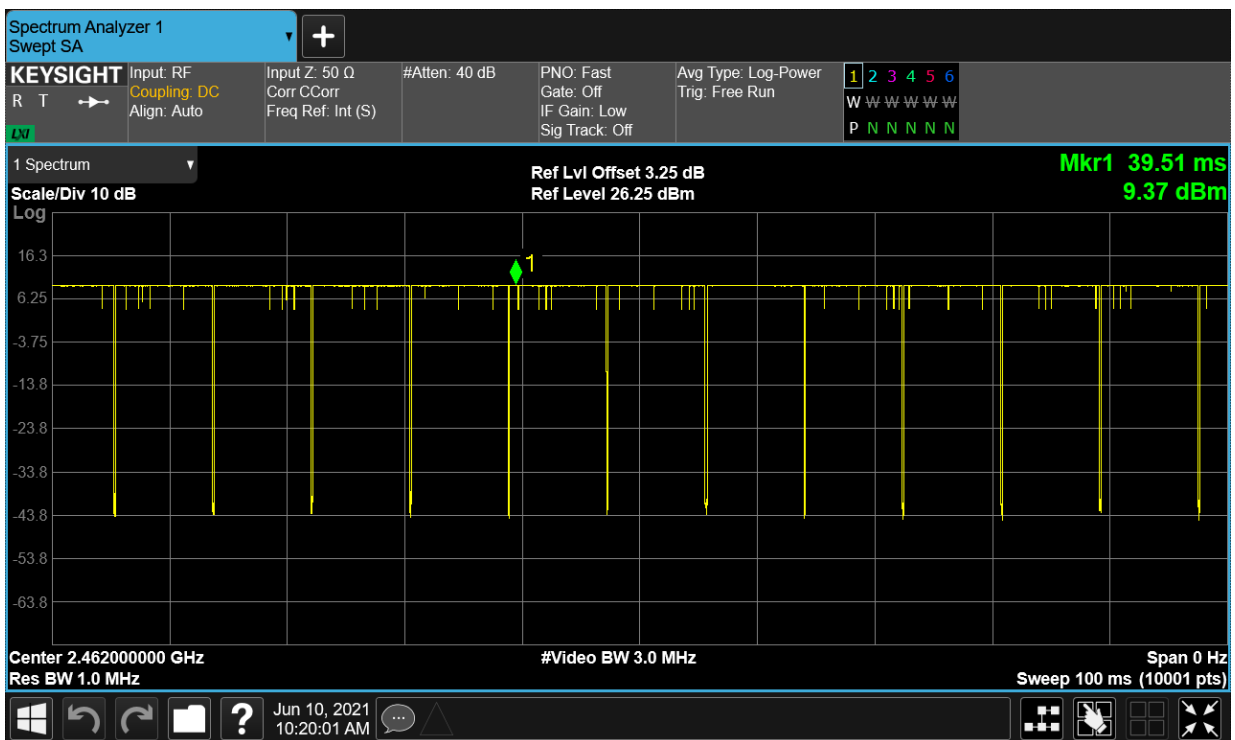 Spectrum Analyzer 1
Swept SA
KEYSIGHT
R T
LXI
Input: RF
Coupling: DC
Align: Auto
Input Z: 50 Ω
Corr CCorr
Freq Ref: Int (S)
#Atten: 40 dB
PNO: Fast
Gate: Off
IF Gain: Low
Sig Track: Off
Avg Type: Log-Power
Trig: Free Run
1 2 3 4 5 6
W W W W W W
P N N N N N
1 Spectrum
Scale/Div 10 dB
Ref Lvl Offset 3.25 dB
Ref Level 26.25 dBm
Mkr1 39.51 ms
9.37 dBm
Log
1
16.3
6.25
-3.75
-13.8
-23.8
-33.8
-43.8
-53.8
-63.8
Center 2.462000000 GHz
#Video BW 3.0 MHz
Span 0 Hz
Res BW 1.0 MHz
Sweep 100 ms (10001 pts)
?
Jun 10, 2021
10:20:01 AM